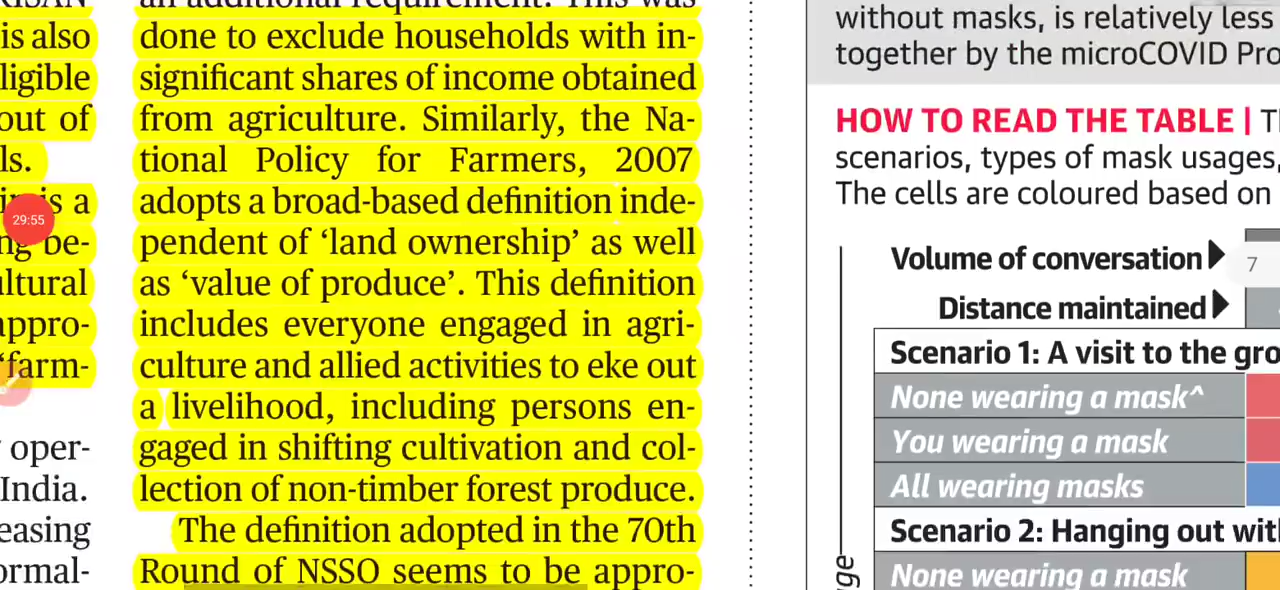 RISAN
is also
ligible
out of
ls.
is a
ng be-
ultural
appro-
‘farm-
oper-
India.
easing
ormal-
an additional requirement. This was
done to exclude households with in-
significant shares of income obtained
from agriculture. Similarly, the Na-
tional Policy for Farmers, 2007
adopts a broad-based definition inde-
pendent of ‘land ownership’ as well
as ‘value of produce’. This definition
includes everyone engaged in agri-
culture and allied activities to eke out
a livelihood, including persons en-
gaged in shifting cultivation and col-
lection of non-timber forest produce.
The definition adopted in the 70th
Round of NSSO seems to be appro-
without masks, is relatively less
together by the microCOVID Pro
HOW TO READ THE TABLE | Th
scenarios, types of mask usages,
The cells are coloured based on
Volume of conversation
Distance maintained
Scenario 1: A visit to the gro
None wearing a mask^
You wearing a mask
All wearing masks
Scenario 2: Hanging out with
None wearing a mask
ge
29:55
7